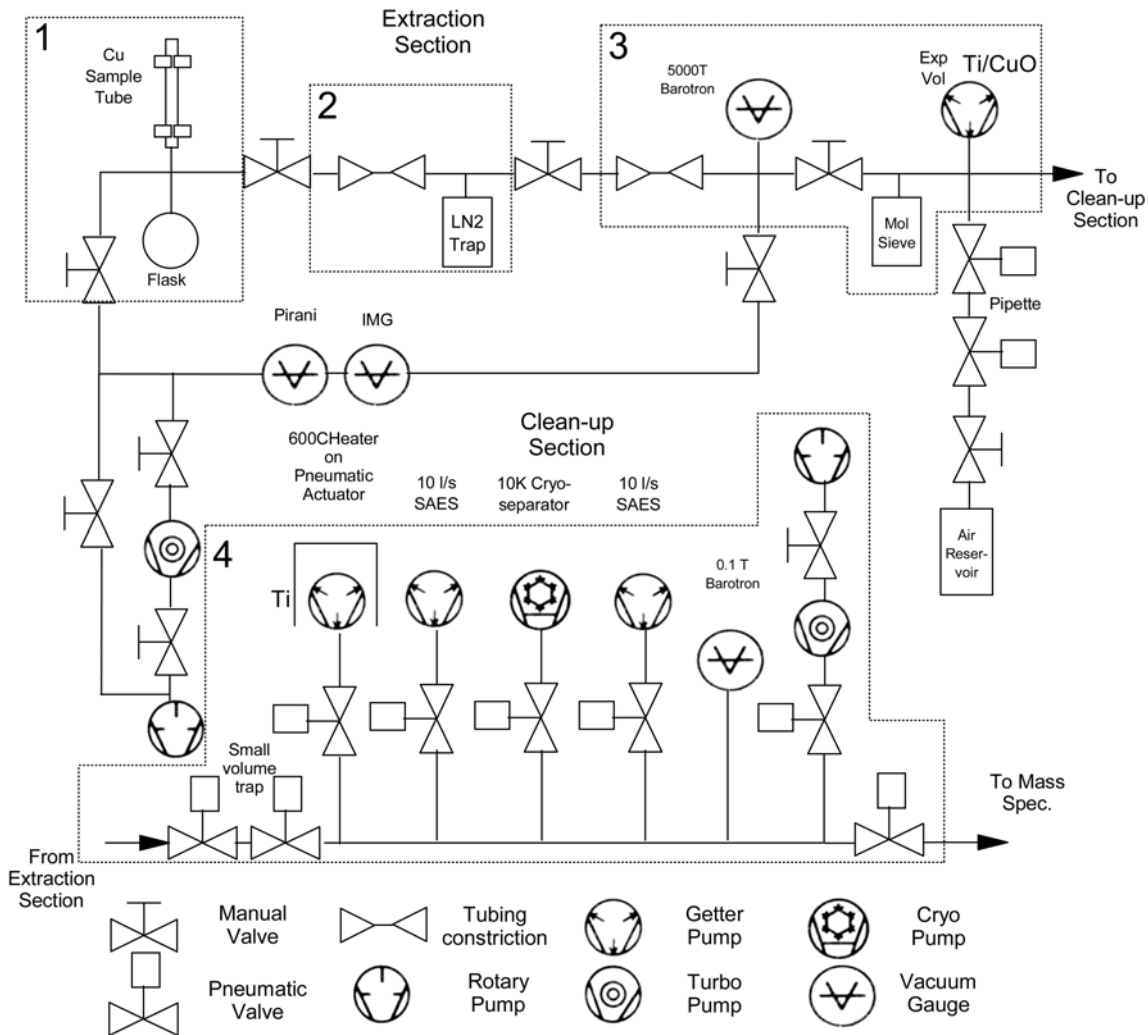 Extraction
Section
1
Cu
Sample
Tube
Flask
2
LN2
Trap
3
5000T
Barotron
Exp
Vol
Ti/CuO
Mol
Sieve
To
Clean-up
Section
Pipette
Air
Reser-
voir
Pirani
IMG
Clean-up
Section
600CHeater
on
Pneumatic
Actuator
10 l/s
SAES
10K Cryo-
separator
10 l/s
SAES
4
Ti
0.1 T
Barotron
Small
volume
trap
To Mass
Spec.
From
Extraction
Section
Manual
Valve
Tubing
constriction
Getter
Pump
Cryo
Pump
Pneumatic
Valve
Rotary
Pump
Turbo
Pump
Vacuum
Gauge